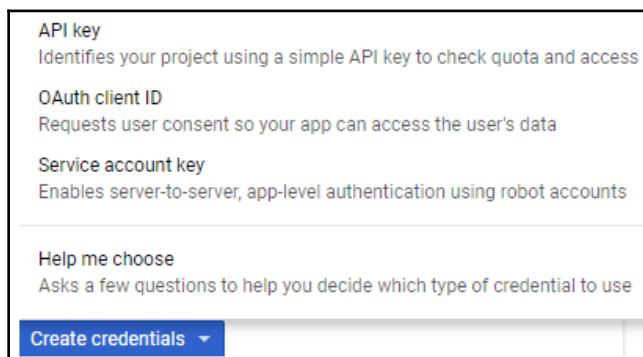 API key
Identifies your project using a simple API key to check quota and access
OAuth client ID
Requests user consent so your app can access the user's data
Service account key
Enables server-to-server, app-level authentication using robot accounts
Help me choose
Asks a few questions to help you decide which type of credential to use
Create credentials